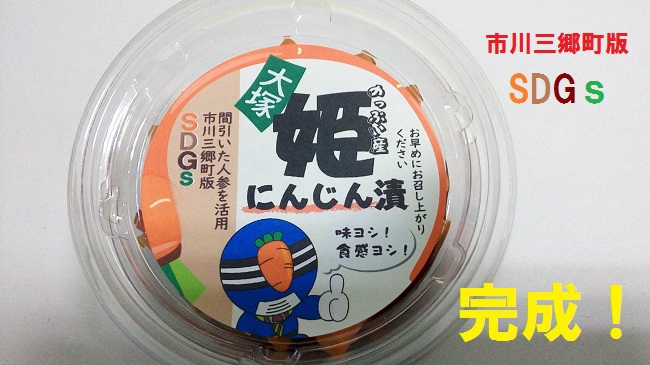 市川三郷町版
SDGs
大塚
のっぷい産
姫
にんじん漬
お早めにお召し上がり
ください
間引いた人参を活用
市川三郷町版
SDGs
味ヨシ！
食感ヨシ！
完成！